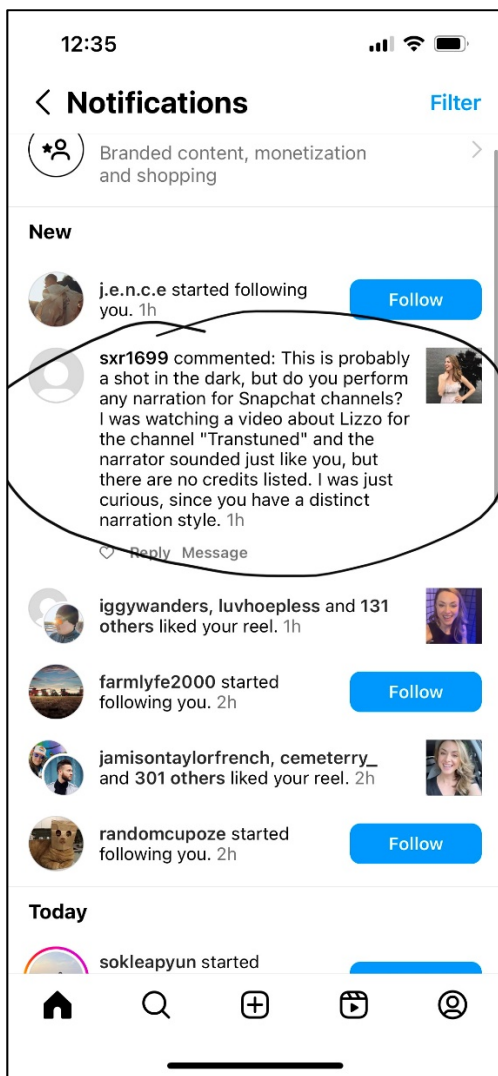 12:35
Notifications
Filter
Branded content, monetization
and shopping
New
j.e.n.c.e started following
you. 1h
Follow
sxr1699 commented: This is probably
a shot in the dark, but do you perform
any narration for Snapchat channels?
I was watching a video about Lizzo for
the channel "Transtuned" and the
narrator sounded just like you, but
there are no credits listed. I was just
curious, since you have a distinct
narration style. 1h
Reply Message
iggywanders, luvhoepless and 131
others liked your reel. 1h
farmlyfe2000 started
following you. 2h
Follow
jamisontaylorfrench, cemeterry_
and 301 others liked your reel. 2h
randomcupoze started
following you. 2h
Follow
Today
sokleapyun started